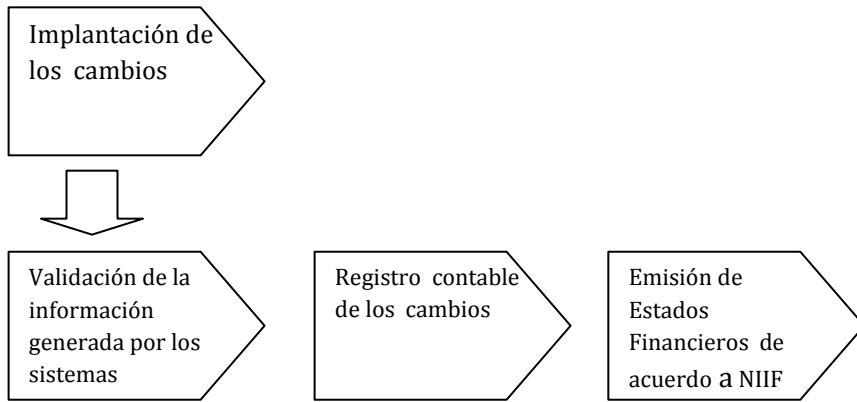 Implantación de
los cambios
Validación de la
información
generada por los
sistemas
Registro contable
de los cambios
Emisión de
Estados
Financieros de
acuerdo a NIIF